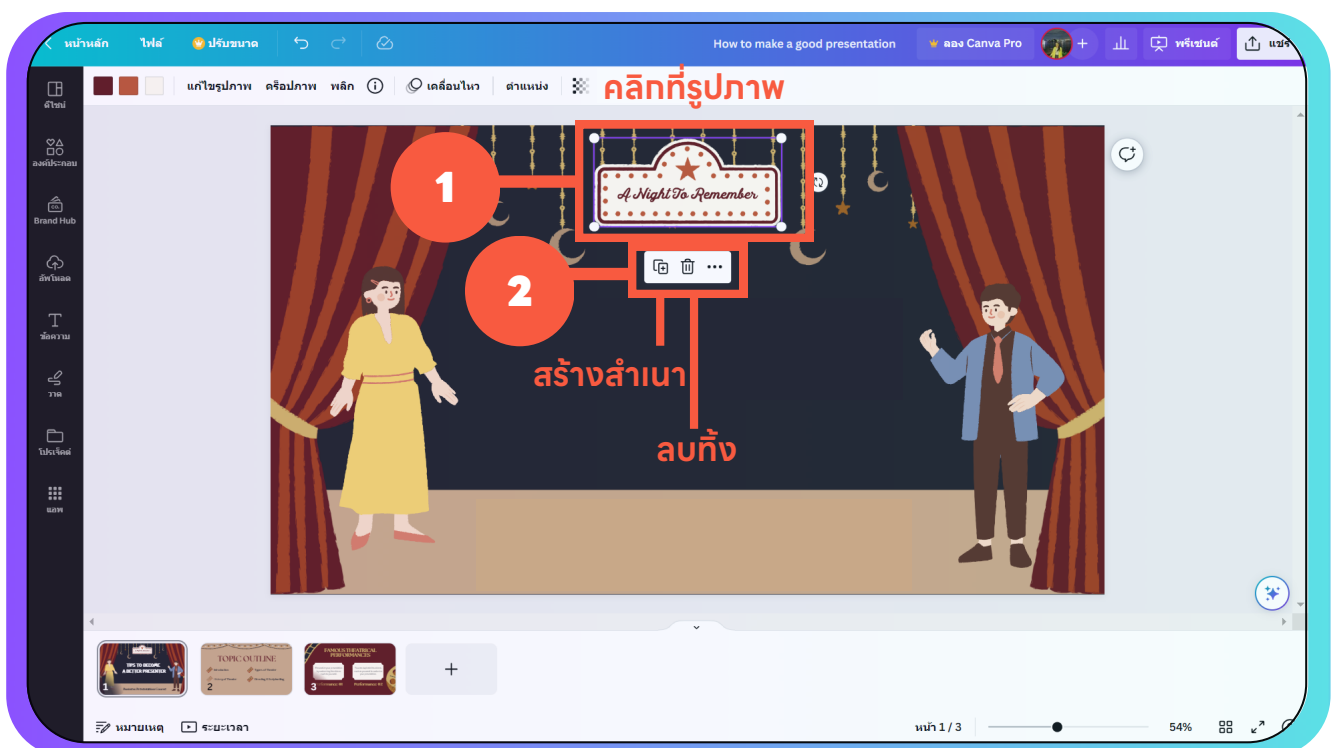 หน้าหลัก ไฟล์ ปรับขนาด How to make a good presentation ลอง Canva Pro + พรีเซนต์ แชร์
แก้ไขรูปภาพ ครอปภาพ พลิก เคลื่อนไหว ตำแหน่ง
คลิกที่รูปภาพ
ดีไซน์
องค์ประกอบ
Brand Hub
อัพโหลด
ข้อความ
วาด
โปรเจ็คต์
แอพ
1
A Night To Remember
2
สร้างสำเนา
ลบทิ้ง
TIPS TO BECOME
A BETTER PRESENTER
1
TOPIC OUTLINE
2
FAMOUS THEATRICAL
PERFORMANCES
3
+
หมายเหตุ ระยะเวลา หน้า 1 / 3 54%